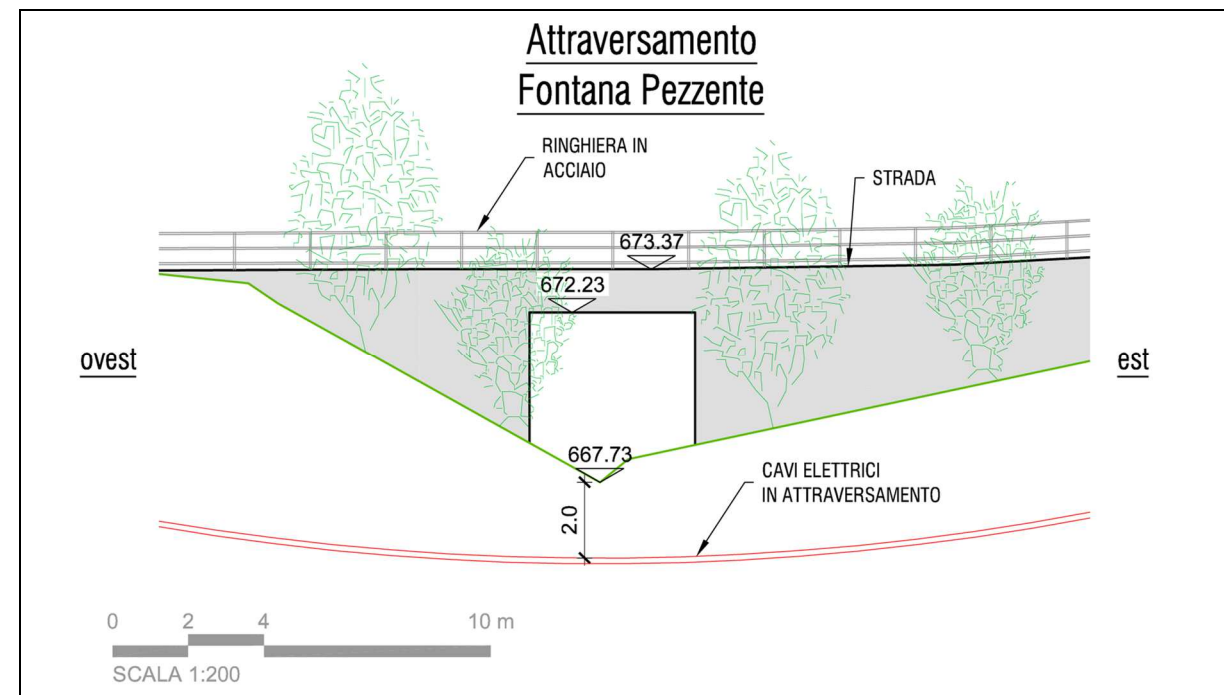 Attraversamento
Fontana Pezzente
RINGHIERA IN
ACCIAIO
STRADA
673.37
672.23
ovest
est
667.73
CAVI ELETTRICI
IN ATTRAVERSAMENTO
2.0
0 2 4 10 m
SCALA 1:200